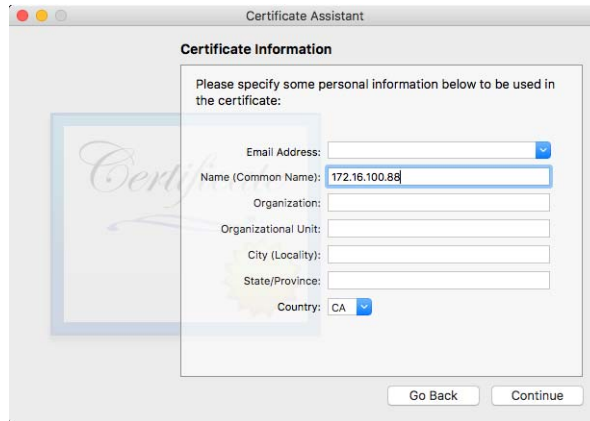 Certificate Assistant
Certificate Information
Please specify some personal information below to be used in
the certificate:
Certificate
Email Address:
Name (Common Name): 172.16.100.88
Organization:
Organizational Unit:
City (Locality):
State/Province:
Country: CA
Go Back Continue